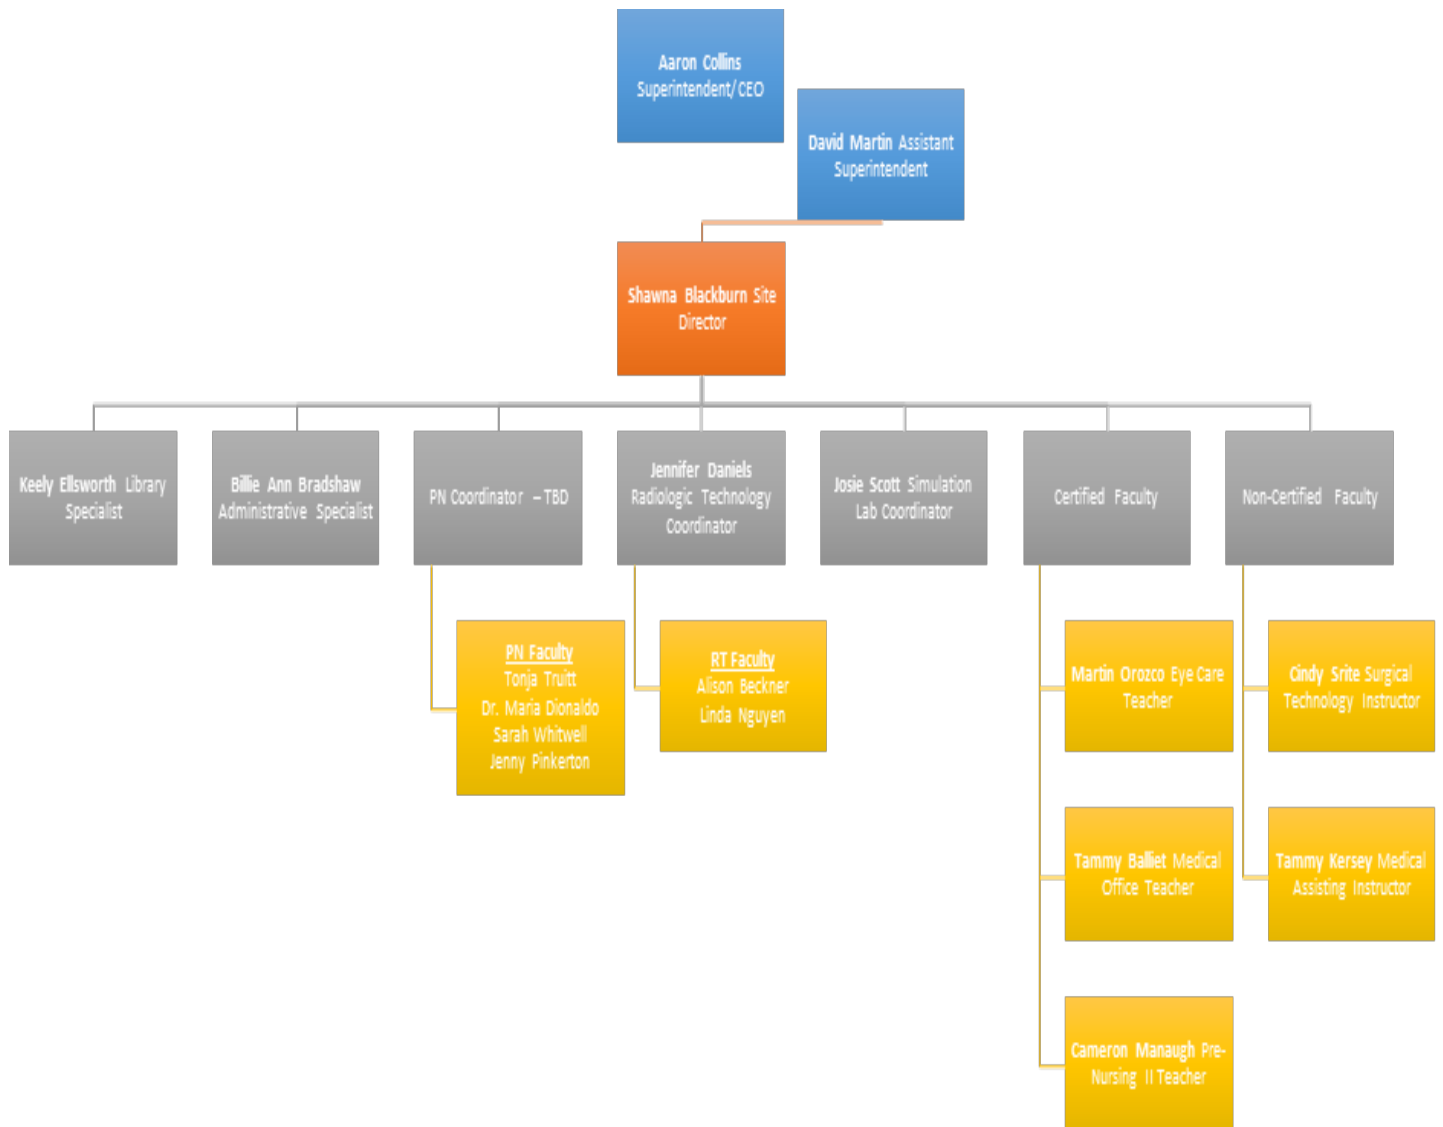 Aaron Collins
Superintendent/CEO
David Martin Assistant
Superintendent
Shawna Blackburn Site
Director
Keely Ellsworth Library
Specialist
Billie Ann Bradshaw
Administrative Specialist
PN Coordinator – TBD
Jennifer Daniels
Radiologic Technology
Coordinator
Josie Scott Simulation
Lab Coordinator
Certified Faculty
Non-Certified Faculty
PN Faculty
Tonja Truitt
Dr. Maria Dionaldo
Sarah Whitwell
Jenny Pinkerton
RT Faculty
Alison Beckner
Linda Nguyen
Martin Orozco Eye Care
Teacher
Cindy Srite Surgical
Technology Instructor
Tammy Balliet Medical
Office Teacher
Tammy Kersey Medical
Assisting Instructor
Cameron Manaugh Pre-
Nursing II Teacher